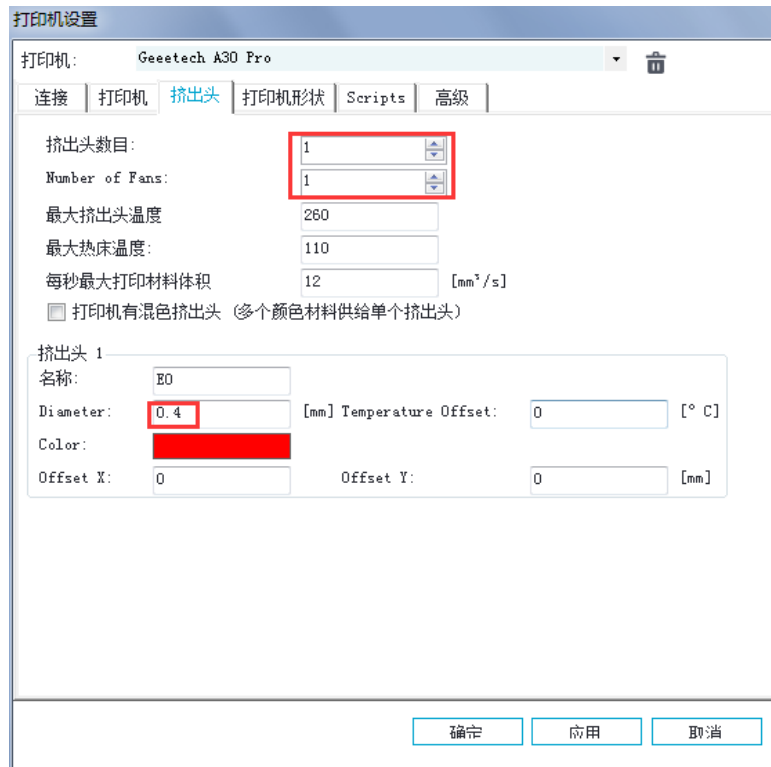 打印机设置
打印机: Geeetech A30 Pro
连接 打印机 挤出头 打印机形状 Scripts 高级
挤出头数目: 1
Number of Fans: 1
最大挤出头温度 260
最大热床温度: 110
每秒最大打印材料体积 12 [mm³/s]
打印机有混色挤出头 (多个颜色材料供给单个挤出头)
挤出头 1
名称: E0
Diameter: 0.4 [mm] Temperature Offset: 0 [° C]
Color:
Offset X: 0 Offset Y: 0 [mm]
确定 应用 取消